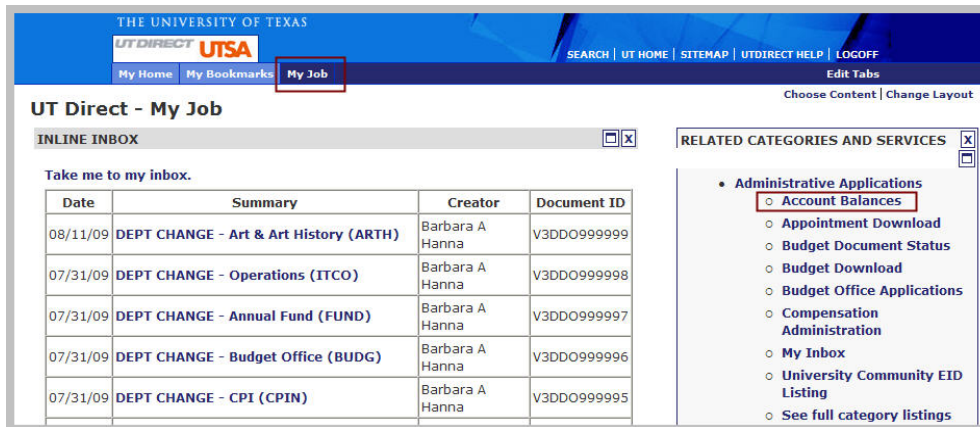 THE UNIVERSITY OF TEXAS
UT DIRECT UTSA
SEARCH | UT HOME | SITEMAP | UTDIRECT HELP | LOGOFF
My Home My Bookmarks My Job Edit Tabs
Choose Content | Change Layout
UT Direct - My Job
INLINE INBOX
Take me to my inbox.
Date Summary Creator Document ID
08/11/09 DEPT CHANGE - Art & Art History (ARTH) Barbara A Hanna V3DDO999999
07/31/09 DEPT CHANGE - Operations (ITCO) Barbara A Hanna V3DDO999998
07/31/09 DEPT CHANGE - Annual Fund (FUND) Barbara A Hanna V3DDO999997
07/31/09 DEPT CHANGE - Budget Office (BUDG) Barbara A Hanna V3DDO999996
07/31/09 DEPT CHANGE - CPI (CPIN) Barbara A Hanna V3DDO999995
RELATED CATEGORIES AND SERVICES X
• Administrative Applications
○ Account Balances
○ Appointment Download
○ Budget Document Status
○ Budget Download
○ Budget Office Applications
○ Compensation
Administration
○ My Inbox
○ University Community EID
Listing
○ See full category listings